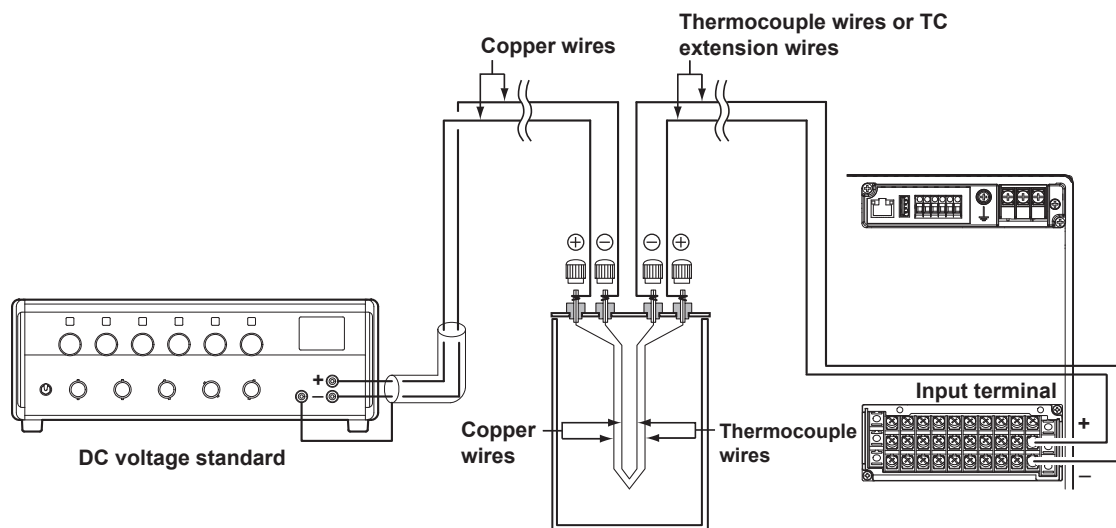 Thermocouple wires or TC
extension wires
Copper wires
+ − − +
+
−
DC voltage standard
Copper
wires
Thermocouple
wires
Input terminal
+
−